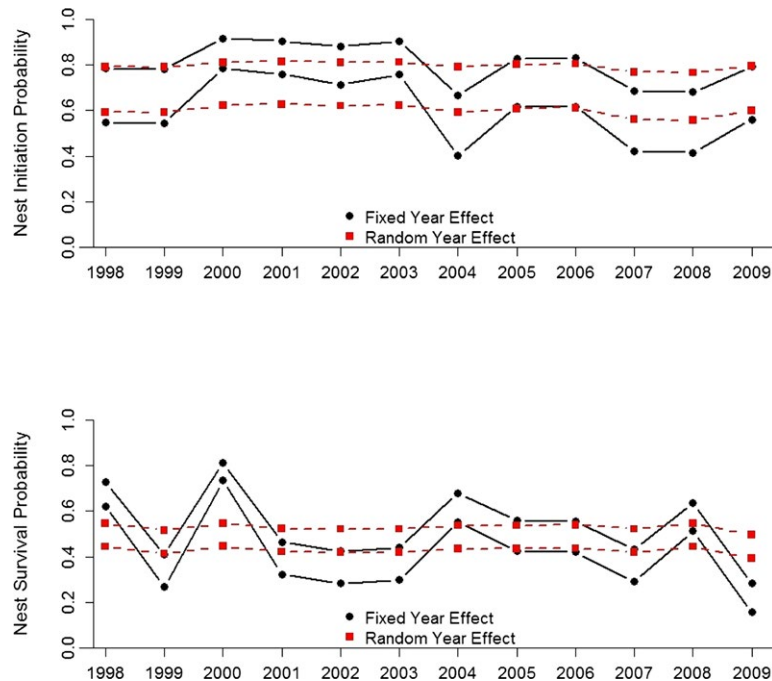 Nest Initiation Probability
1.0
0.8
0.6
0.4
0.2
0.0
Fixed Year Effect
Random Year Effect
1998 1999 2000 2001 2002 2003 2004 2005 2006 2007 2008 2009
Nest Survival Probability
1.0
0.8
0.6
0.4
0.2
0.0
Fixed Year Effect
Random Year Effect
1998 1999 2000 2001 2002 2003 2004 2005 2006 2007 2008 2009